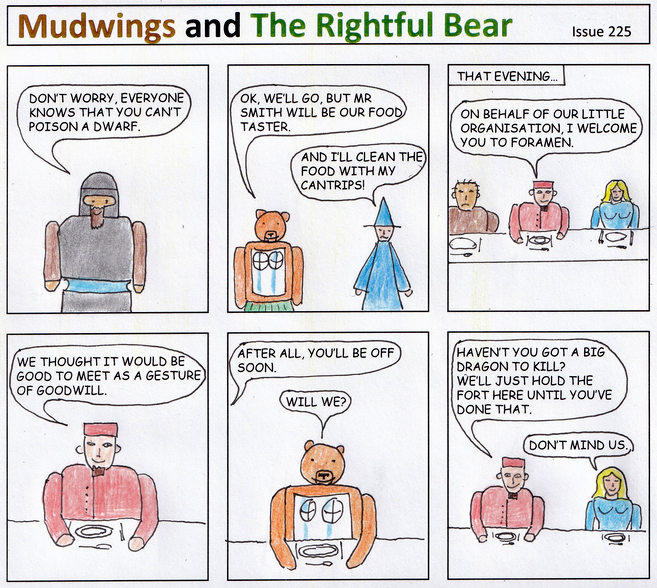 Mudwings and The Rightful Bear
Issue 225
DON'T WORRY, EVERYONE
KNOWS THAT YOU CAN'T
POISON A DWARF.
OK, WE'LL GO, BUT MR
SMITH WILL BE OUR FOOD
TASTER.
AND I'LL CLEAN THE
FOOD WITH MY
CANTRIPS!
THAT EVENING...
ON BEHALF OF OUR LITTLE
ORGANISATION, I WELCOME
YOU TO FORAMEN.
WE THOUGHT IT WOULD BE
GOOD TO MEET AS A GESTURE
OF GOODWILL.
AFTER ALL, YOU'LL BE OFF
SOON.
WILL WE?
HAVEN'T YOU GOT A BIG
DRAGON TO KILL?
WE'LL JUST HOLD THE
FORT HERE UNTIL YOU'VE
DONE THAT.
DON'T MIND US.